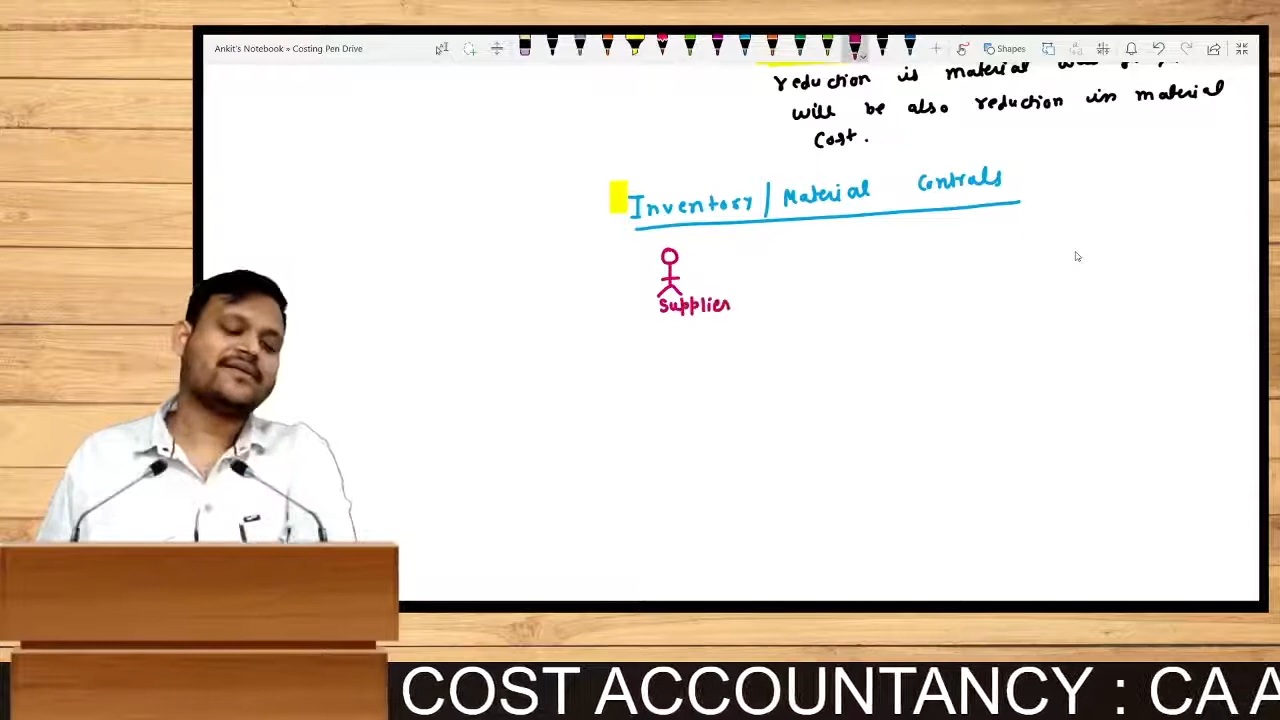 Ankit's Notebook » Costing Pen Drive
Shapes
reduction is material will
will be also reduction in material
Cost.
Inventory/Material Controls
Supplier
COST ACCOUNTANCY : CA A